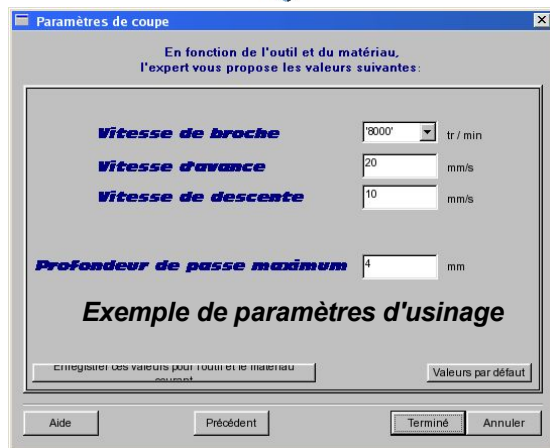 Paramètres de coupe
En fonction de l'outil et du matériau,
l'expert vous propose les valeurs suivantes:
Vitesse de broche '8000' tr / min
Vitesse d'avance 20 mm/s
Vitesse de descente 10 mm/s
Profondeur de passe maximum 4 mm
Exemple de paramètres d'usinage
Enregistrer ces valeurs pour l'outil et le matériau
courant
Valeurs par défaut
Aide Précédent Terminé Annuler